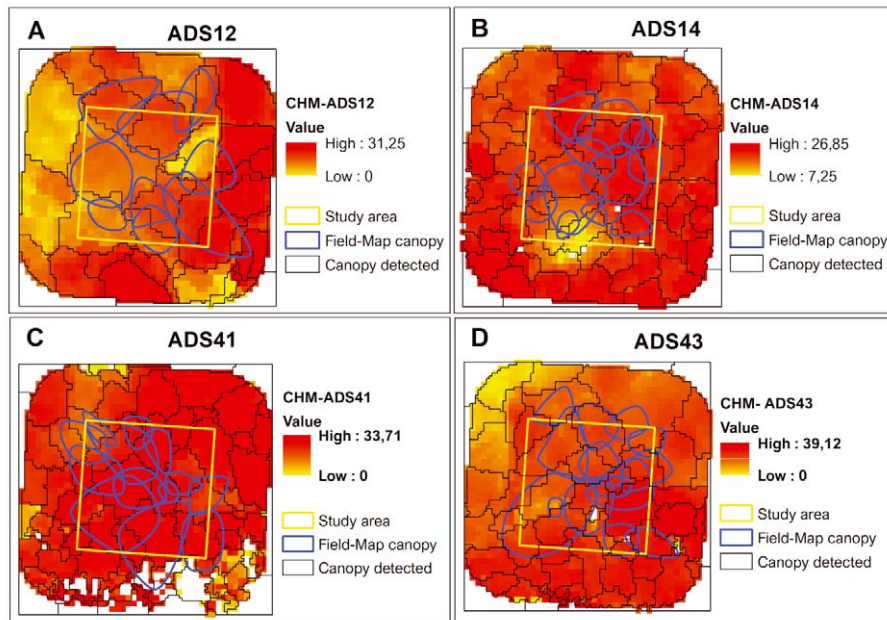 A
ADS12
CHM-ADS12
Value
High : 31,25
Low : 0
Study area
Field-Map canopy
Canopy detected
B
ADS14
CHM-ADS14
Value
High : 26,85
Low : 7,25
Study area
Field-Map canopy
Canopy detected
C
ADS41
CHM-ADS41
Value
High : 33,71
Low : 0
Study area
Field-Map canopy
Canopy detected
D
ADS43
CHM- ADS43
Value
High : 39,12
Low : 0
Study area
Field-Map canopy
Canopy detected